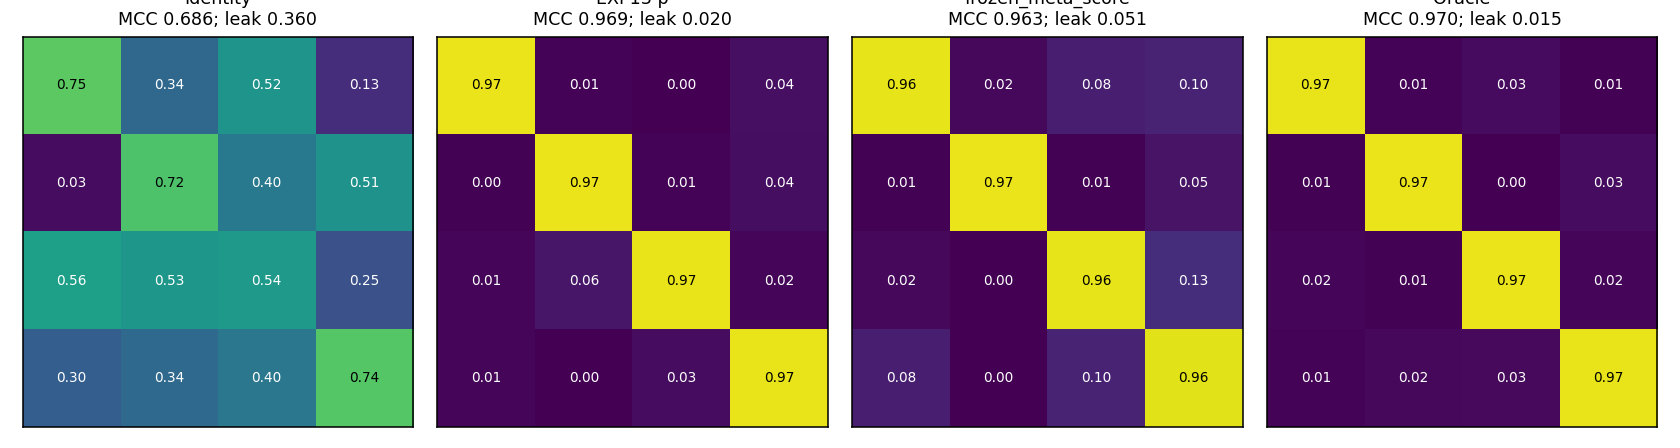 Identity
MCC 0.686; leak 0.360
MCC 0.969; leak 0.020
frozen_meta_score
MCC 0.963; leak 0.051
Oracle
MCC 0.970; leak 0.015
0.75 0.34 0.52 0.13
0.03 0.72 0.40 0.51
0.56 0.53 0.54 0.25
0.30 0.34 0.40 0.74
0.97 0.01 0.00 0.04
0.00 0.97 0.01 0.04
0.01 0.06 0.97 0.02
0.01 0.00 0.03 0.97
0.96 0.02 0.08 0.10
0.01 0.97 0.01 0.05
0.02 0.00 0.96 0.13
0.08 0.00 0.10 0.96
0.97 0.01 0.03 0.01
0.01 0.97 0.00 0.03
0.02 0.01 0.97 0.02
0.01 0.02 0.03 0.97